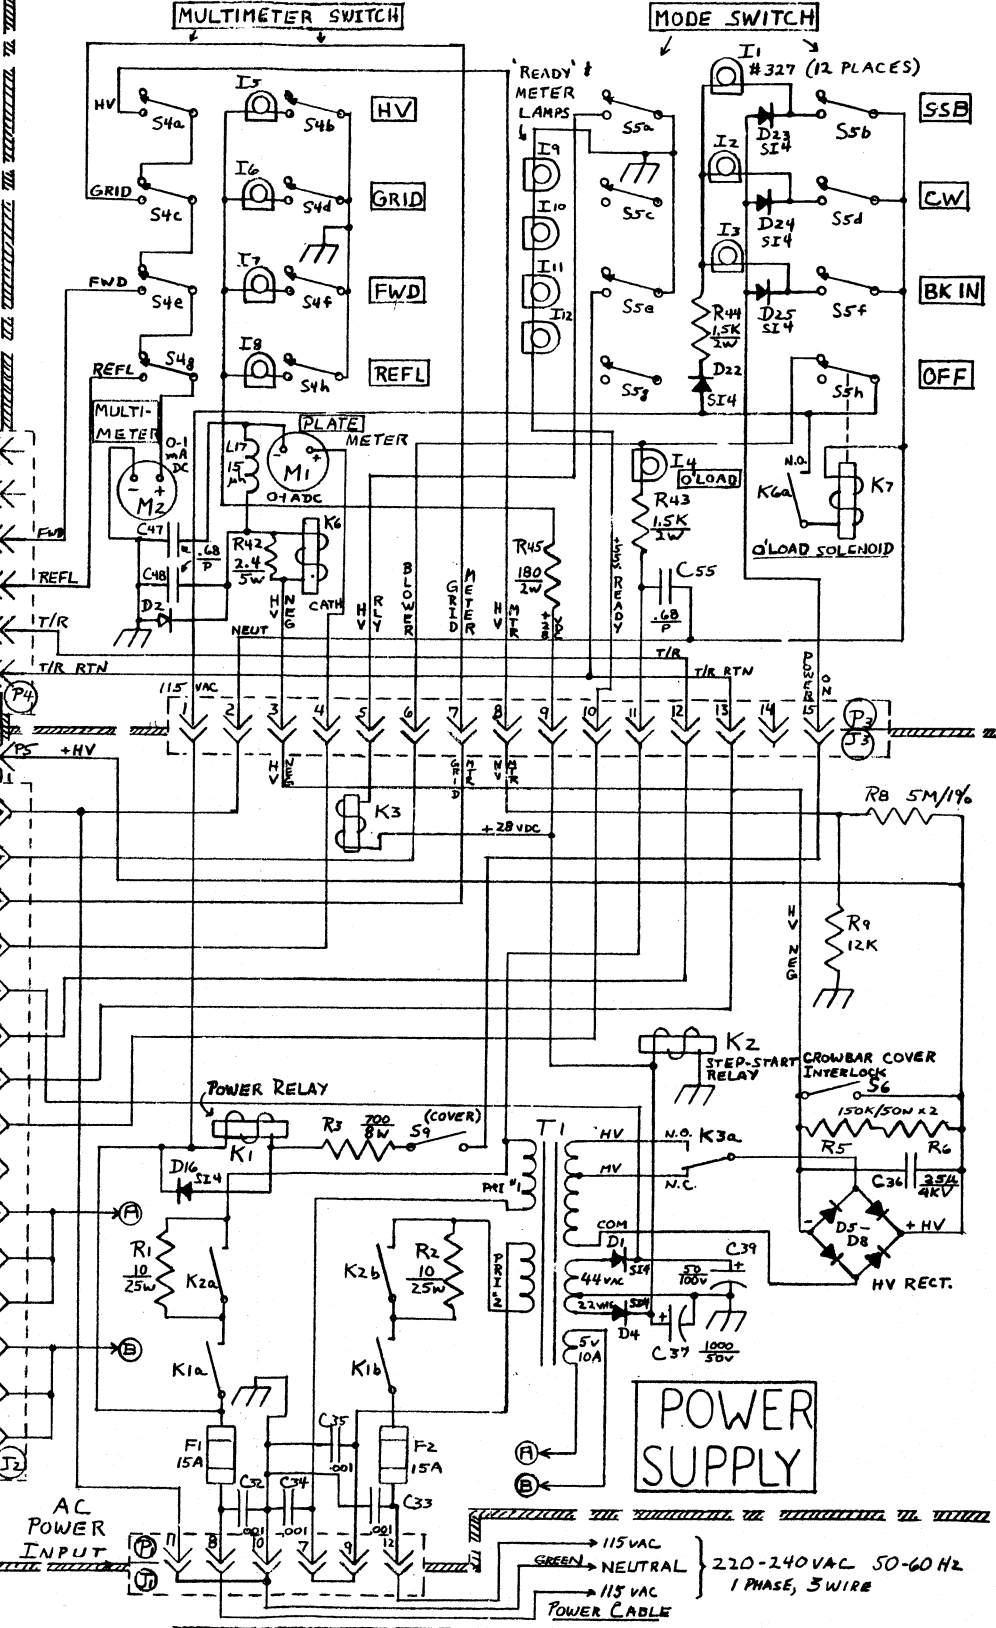 MULTIMETER SWITCH
MODE SWITCH
I1
#327 (12 PLACES)
'READY' &
METER
LAMPS
HV
S4a
I5
S4b
HV
S5a
D23
SI4
S5b
SSB
I9
I2
GRID
S4c
I6
S4d
GRID
S5c
D24
SI4
S5d
CW
I10
I3
FWD
S4e
I7
S4f
FWD
I11
S5e
D25
SI4
S5f
BK IN
R44
1.5K
2W
I12
REFL
S4g
I8
S4h
REFL
S5g
D22
SI4
S5h
OFF
MULTI-
METER
0-1
mA
DC
M2
PLATE
METER
L17
15
μh
M1
0-1 ADC
I4
O'LOAD
N.O.
K6a
K7
O'LOAD SOLENOID
R43
1.5K
2W
C47
.68
P
C48
D2
R42
2.4
5W
K6
R45
180
2W
C55
.68
P
FWD
REFL
T/R
T/R RTN
HV NEG
CATH
HV RLY
BLOWER
GRID METER
HV MTR
+28 VDC
READY
NEUT
T/R
T/R RTN
POWER ON
115 VAC
P4
1 2 3 4 5 6 7 8 9 10 11 12 13 14 15
P3
J3
P5 +HV
HV NEG
GRID MTR
HV MTR
K3
+28VDC
R8 5M/1%
R9
12K
HV NEG
K2
STEP-START
RELAY
CROWBAR COVER
INTERLOCK
S6
150K/50W x 2
R5
R6
POWER RELAY
K1
R3
700
8W
(COVER)
S9
D16
SI4
T1
HV
N.O.
K3a
MV
N.C.
PRI #1
C36
25μ
4KV
COM
D5-
D8
-
+ HV
HV RECT.
A
R1
10
25W
K2a
K2b
R2
10
25W
PRI #2
D1
SI4
C39
50
100V
44VAC
22VAC
SI4
D4
C37
1000
50V
B
K1a
K1b
5V
10A
F1
15A
C35
.001
F2
15A
POWER
SUPPLY
A
B
J2
C32
.001
C34
.001
C33
.001
AC
POWER
INPUT
P1
J1
11 8 10 7 9 12
115 VAC
GREEN
NEUTRAL
220-240VAC 50-60 Hz
1 PHASE, 3 WIRE
115 VAC
POWER CABLE